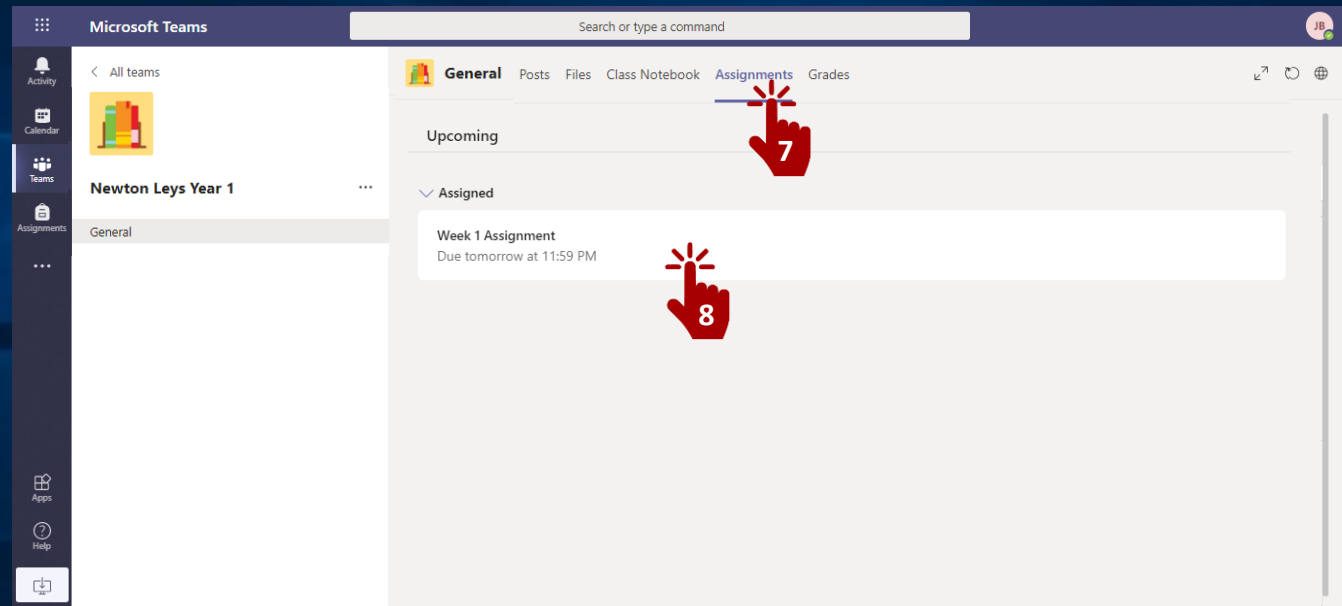 Microsoft Teams
Search or type a command
JB
Activity
Calendar
Teams
Assignments
Apps
Help
All teams
Newton Leys Year 1
General
General Posts Files Class Notebook Assignments Grades
7
Upcoming
Assigned
Week 1 Assignment
Due tomorrow at 11:59 PM
8